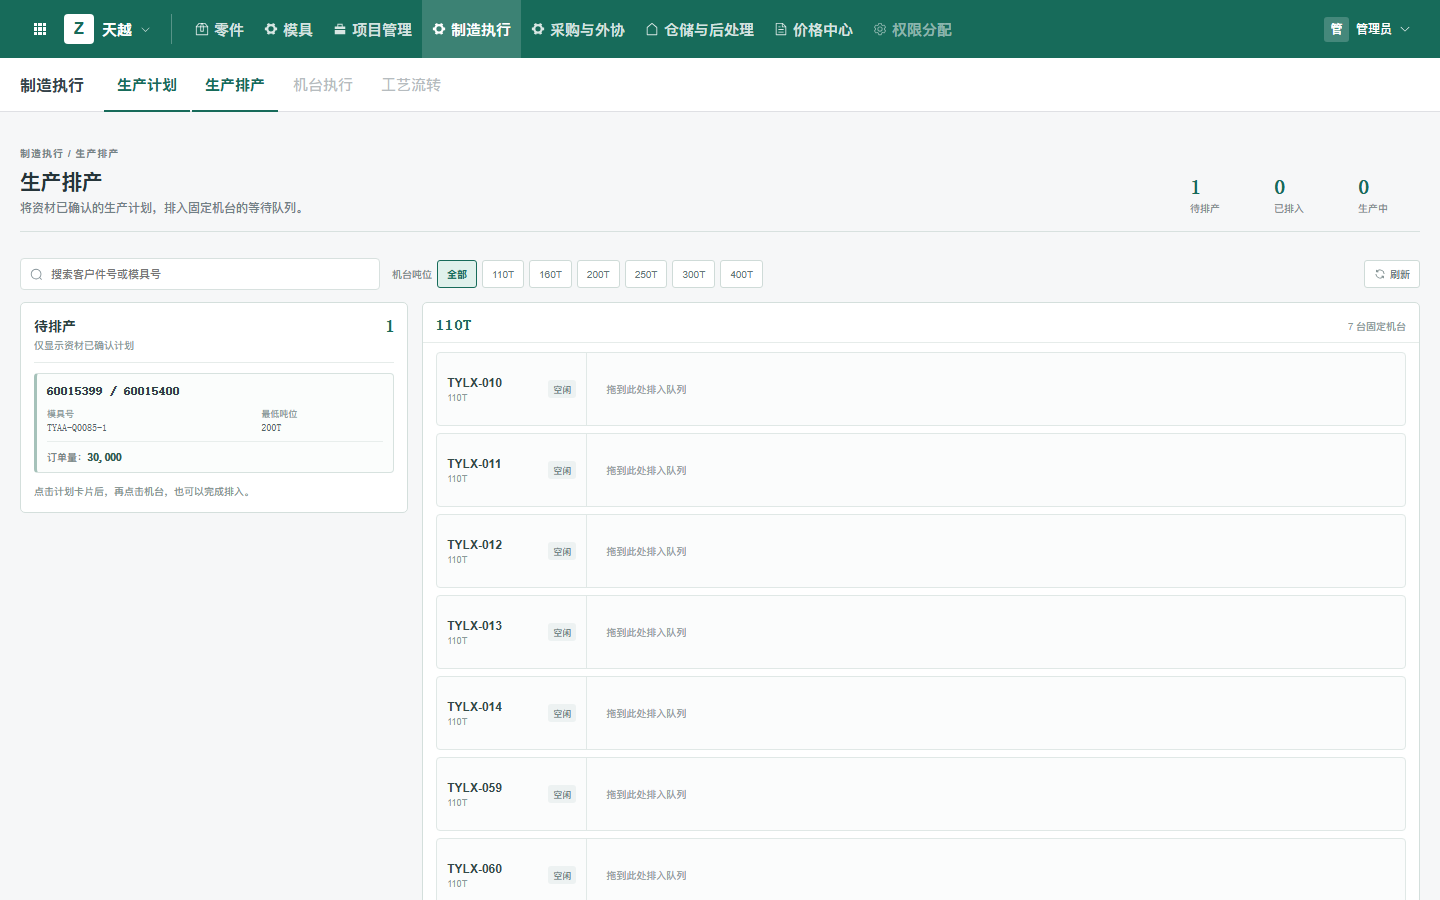 Z 天越 零件 模具 项目管理 制造执行 采购与外协 仓储与后处理 价格中心 权限分配 管 管理员
制造执行 生产计划 生产排产 机台执行 工艺流转
制造执行 / 生产排产
生产排产
将资材已确认的生产计划，排入固定机台的等待队列。
1 0 0
待排产 已排入 生产中
搜索客户件号或模具号 机台吨位 全部 110T 160T 200T 250T 300T 400T 刷新
待排产 1
仅显示资材已确认计划
60015399 / 60015400
模具号 最低吨位
TYAA-Q0085-1 200T
订单量：30,000
点击计划卡片后，再点击机台，也可以完成排入。
110T 7 台固定机台
TYLX-010 空闲 拖到此处排入队列
110T
TYLX-011 空闲 拖到此处排入队列
110T
TYLX-012 空闲 拖到此处排入队列
110T
TYLX-013 空闲 拖到此处排入队列
110T
TYLX-014 空闲 拖到此处排入队列
110T
TYLX-059 空闲 拖到此处排入队列
110T
TYLX-060 空闲 拖到此处排入队列
110T